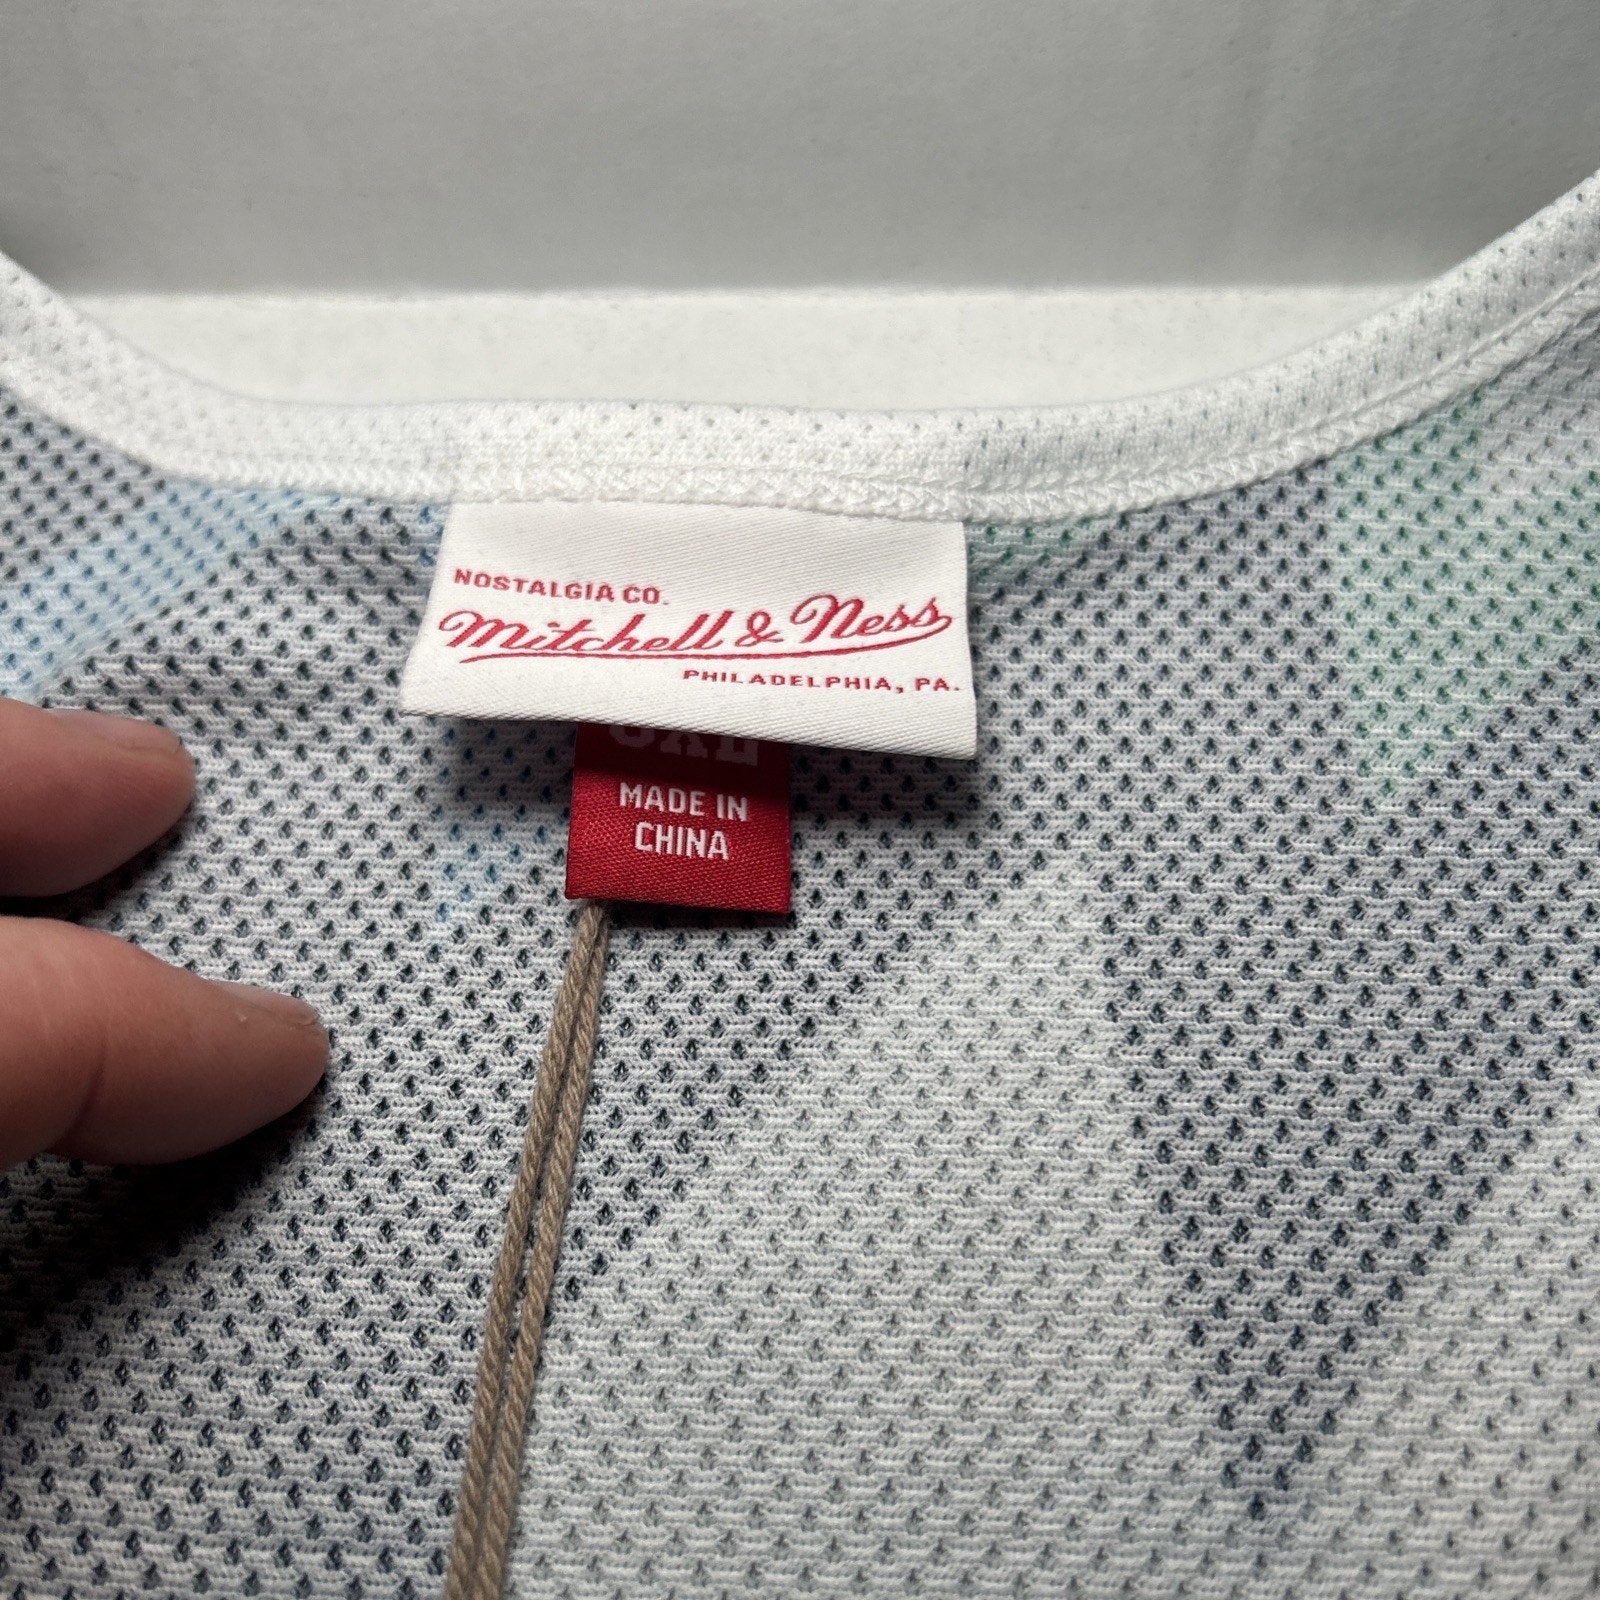 NOSTALGIA CO.
Mitchell & Ness
PHILADELPHIA, PA.
MADE IN
CHINA